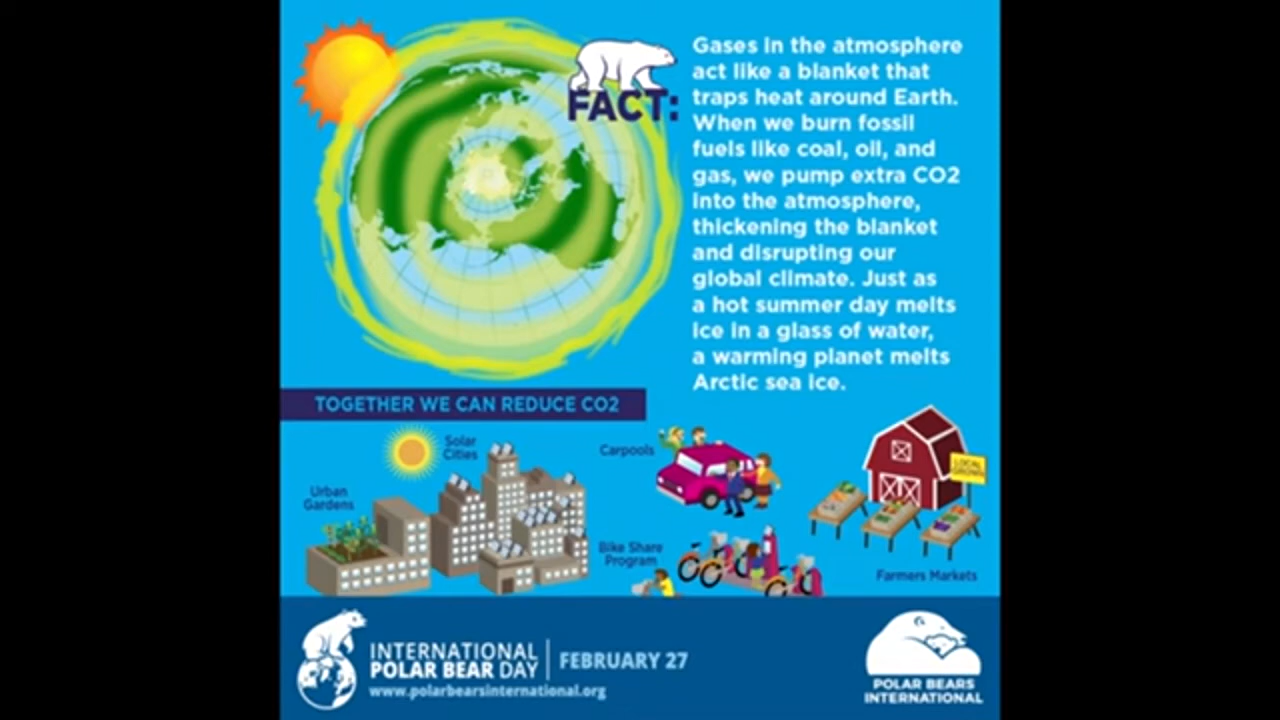 FACT:
Gases in the atmosphere
act like a blanket that
traps heat around Earth.
When we burn fossil
fuels like coal, oil, and
gas, we pump extra CO2
into the atmosphere,
thickening the blanket
and disrupting our
global climate. Just as
a hot summer day melts
ice in a glass of water,
a warming planet melts
Arctic sea ice.
TOGETHER WE CAN REDUCE CO2
Solar
Cities
Urban
Gardens
Carpools
Bike Share
Program
LOCAL
GROWN
Farmers Markets
INTERNATIONAL
POLAR BEAR DAY
www.polarbearsinternational.org
FEBRUARY 27
POLAR BEARS
INTERNATIONAL